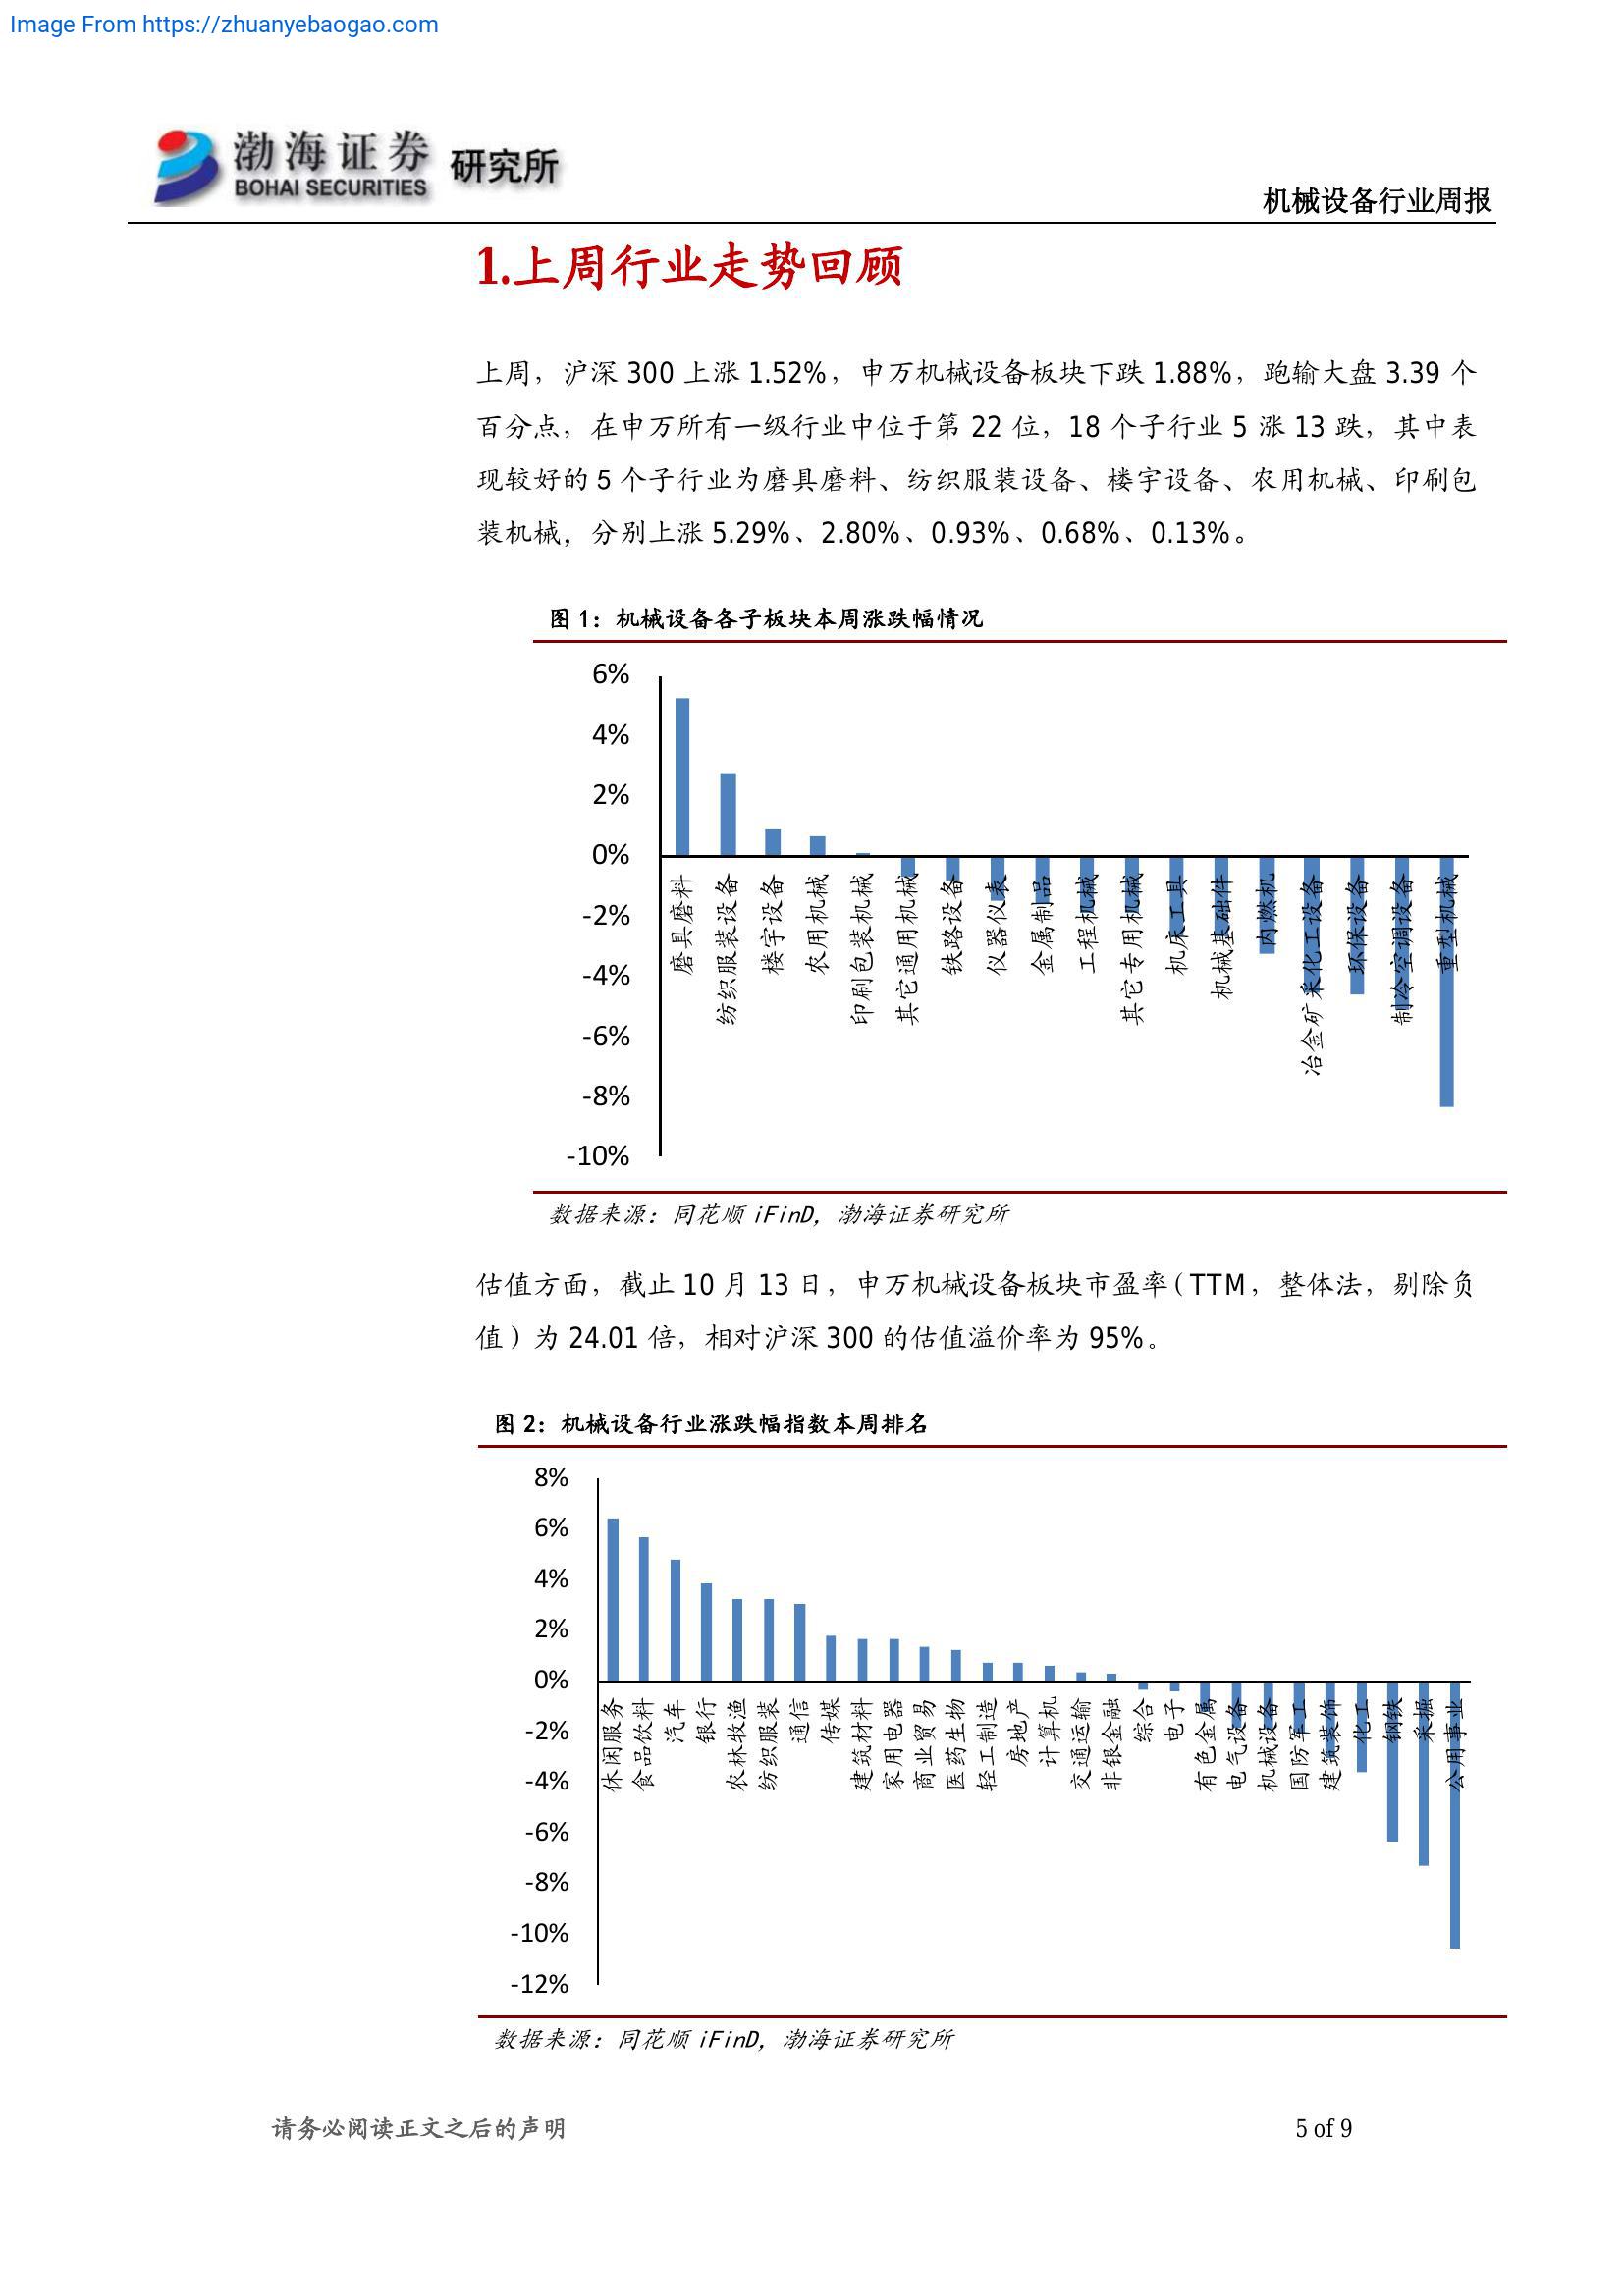 Image From https://zhuanyebaogao.com
渤海证券 研究所
BOHAI SECURITIES
机械设备行业周报
1.上周行业走势回顾
上周，沪深 300 上涨 1.52%，申万机械设备板块下跌 1.88%，跑输大盘 3.39 个
百分点，在申万所有一级行业中位于第 22 位，18 个子行业 5 涨 13 跌，其中表
现较好的 5 个子行业为磨具磨料、纺织服装设备、楼宇设备、农用机械、印刷包
装机械，分别上涨 5.29%、2.80%、0.93%、0.68%、0.13%。
图 1：机械设备各子板块本周涨跌幅情况
6%
4%
2%
0%
-2%
-4%
-6%
-8%
-10%
磨具磨料
纺织服装设备
楼宇设备
农用机械
印刷包装机械
其它通用机械
铁路设备
仪器仪表
金属制品
工程机械
其它专用机械
机床工具
机械基础件
内燃机
冶金矿采化工设备
环保设备
制冷空调设备
重型机械
数据来源：同花顺 iFinD，渤海证券研究所
估值方面，截止 10 月 13 日，申万机械设备板块市盈率（TTM，整体法，剔除负
值）为 24.01 倍，相对沪深 300 的估值溢价率为 95%。
图 2：机械设备行业涨跌幅指数本周排名
8%
6%
4%
2%
0%
-2%
-4%
-6%
-8%
-10%
-12%
休闲服务
食品饮料
汽车
银行
农林牧渔
纺织服装
通信
传媒
建筑材料
家用电器
商业贸易
医药生物
轻工制造
房地产
计算机
交通运输
非银金融
综合
电子
有色金属
电气设备
机械设备
国防军工
建筑装饰
化工
钢铁
采掘
公用事业
数据来源：同花顺 iFinD，渤海证券研究所
请务必阅读正文之后的声明
5 of 9